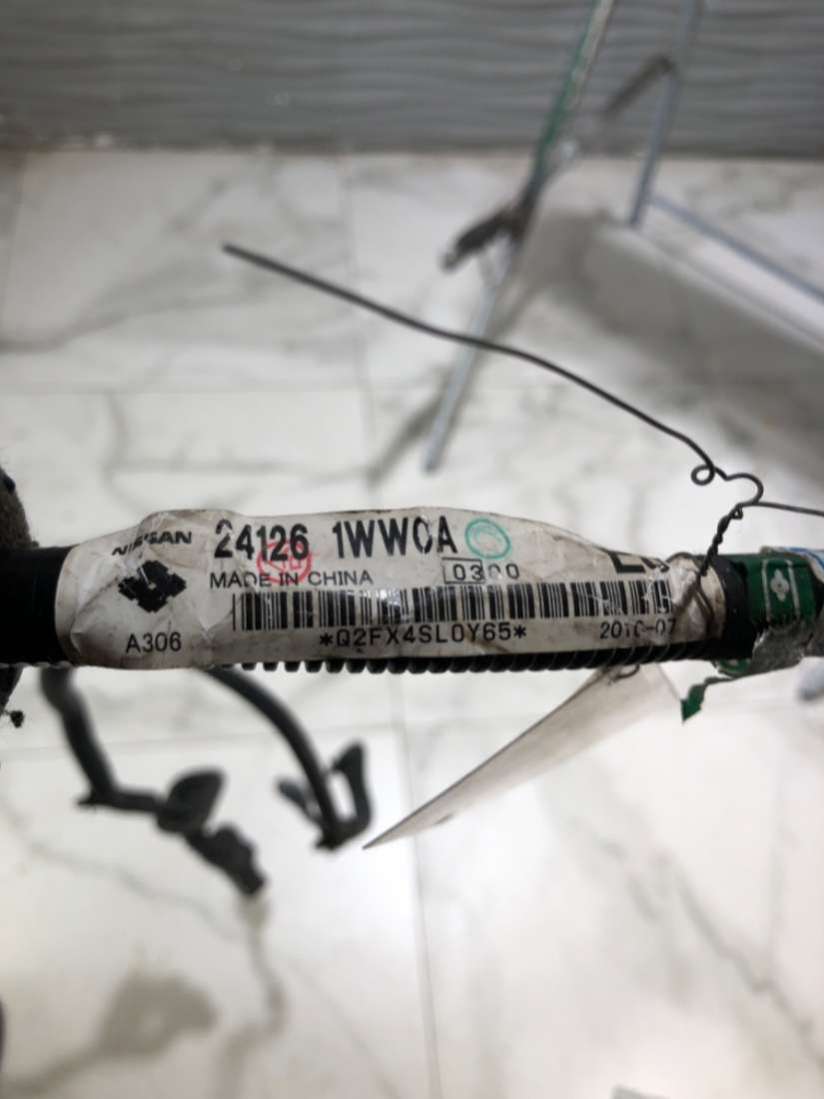 NISSAN 24126 1WW0A
MADE IN CHINA 0300
A306
*Q2FX4SL0Y65*